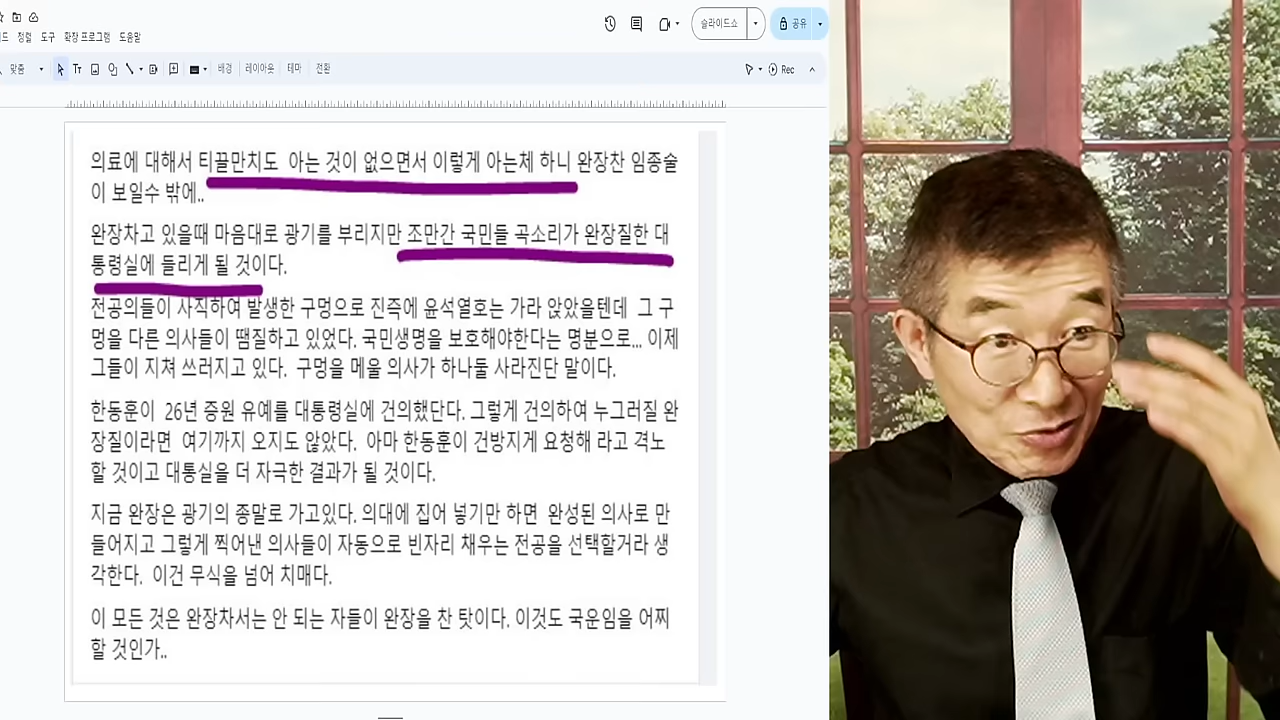 정렬 도구 확장 프로그램 도움말
슬라이드쇼
공유
맞춤
배경 레이아웃 테마 전환
Rec
의료에 대해서 티끌만치도 아는 것이 없으면서 이렇게 아는체 하니 완장찬 임종술
이 보일수 밖에..
완장차고 있을때 마음대로 광기를 부리지만 조만간 국민들 곡소리가 완장질한 대
통령실에 들리게 될 것이다.
전공의들이 사직하여 발생한 구멍으로 진즉에 윤석열호는 가라 앉았을텐데 그 구
멍을 다른 의사들이 땜질하고 있었다. 국민생명을 보호해야한다는 명분으로... 이제
그들이 지쳐 쓰러지고 있다. 구멍을 메울 의사가 하나둘 사라진단 말이다.
한동훈이 26년 증원 유예를 대통령실에 건의했단다. 그렇게 건의하여 누그러질 완
장질이라면 여기까지 오지도 않았다. 아마 한동훈이 건방지게 요청해 라고 격노
할 것이고 대통실을 더 자극한 결과가 될 것이다.
지금 완장은 광기의 종말로 가고있다. 의대에 집어 넣기만 하면 완성된 의사로 만
들어지고 그렇게 찍어낸 의사들이 자동으로 빈자리 채우는 전공을 선택할거라 생
각한다. 이건 무식을 넘어 치매다.
이 모든 것은 완장차서는 안 되는 자들이 완장을 찬 탓이다. 이것도 국운임을 어찌
할 것인가..